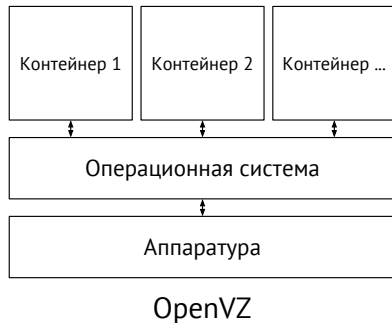 Контейнер 1
Контейнер 2
Контейнер ...
Операционная система
Аппаратура
OpenVZ